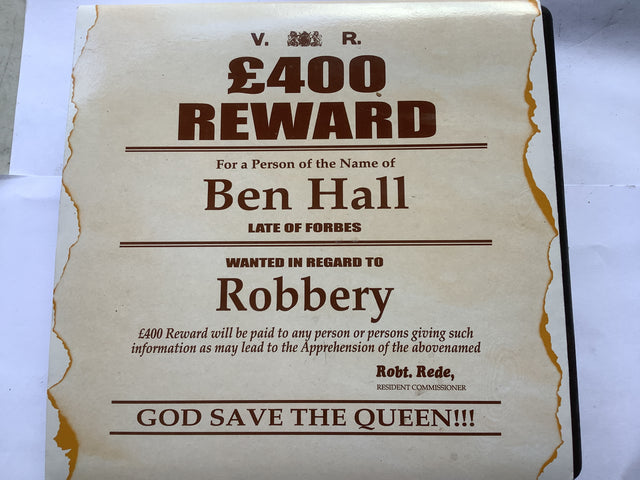 V. R.
£400
REWARD
For a Person of the Name of
Ben Hall
LATE OF FORBES
WANTED IN REGARD TO
Robbery
£400 Reward will be paid to any person or persons giving such
information as may lead to the Apprehension of the abovenamed
Robt. Rede,
RESIDENT COMMISSIONER
GOD SAVE THE QUEEN!!!